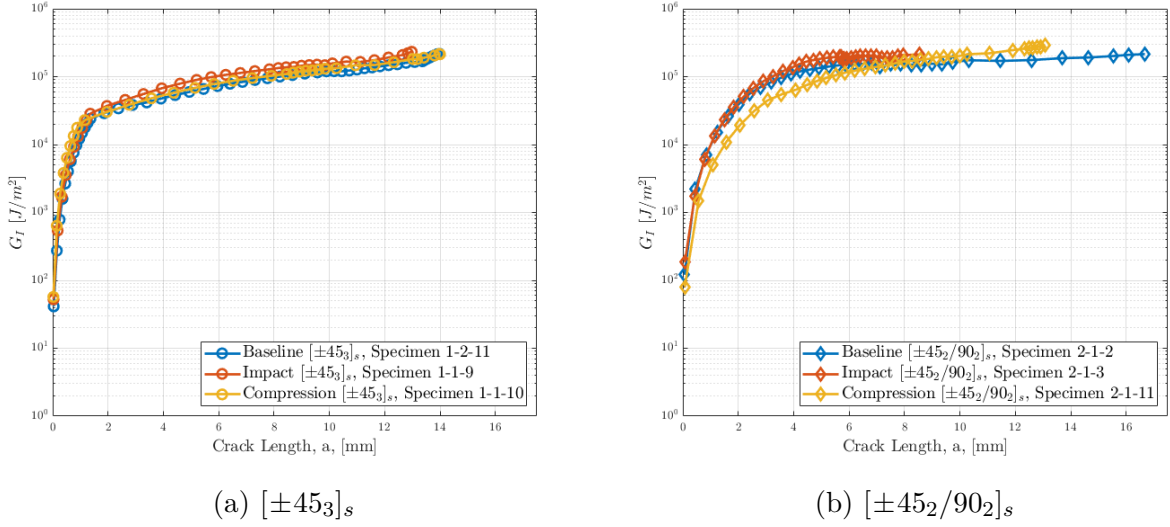 10^6
10^5
10^4
10^3
10^2
10^1
10^0
G_I [J/m^2]
0 2 4 6 8 10 12 14 16
Crack Length, a, [mm]
Baseline [±45_3]_s, Specimen 1-2-11
Impact [±45_3]_s, Specimen 1-1-9
Compression [±45_3]_s, Specimen 1-1-10
(a) [±45_3]_s
10^6
10^5
10^4
10^3
10^2
10^1
10^0
G_I [J/m^2]
0 2 4 6 8 10 12 14 16
Crack Length, a, [mm]
Baseline [±45_2/90_2]_s, Specimen 2-1-2
Impact [±45_2/90_2]_s, Specimen 2-1-3
Compression [±45_2/90_2]_s, Specimen 2-1-11
(b) [±45_2/90_2]_s